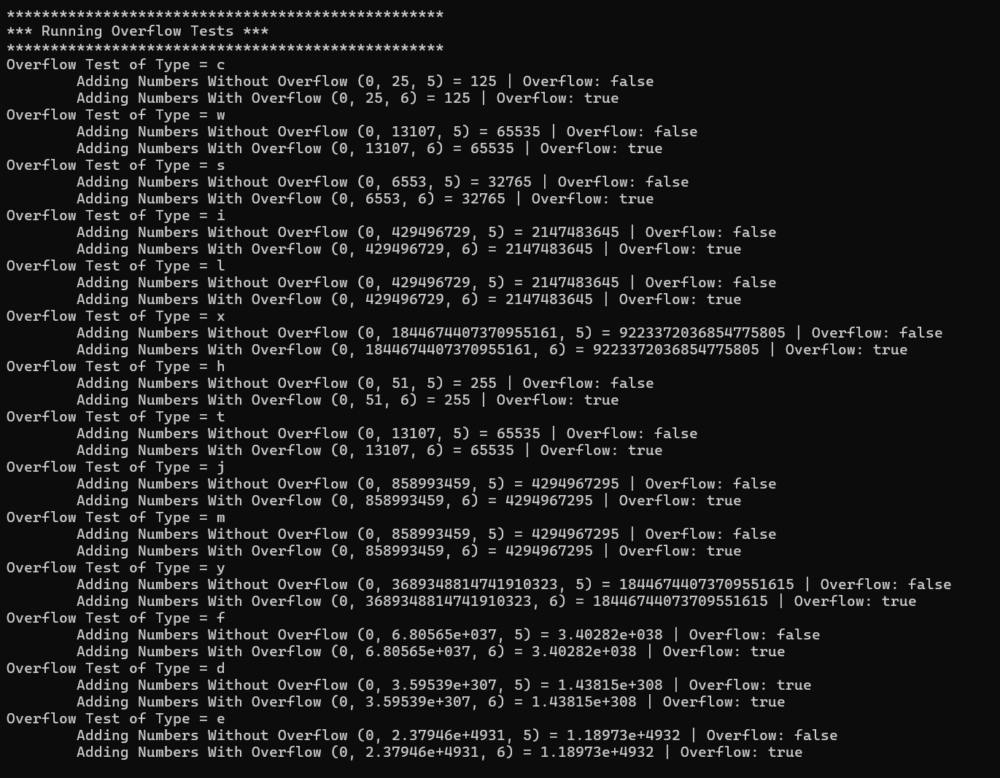 **************************************************
*** Running Overflow Tests ***
**************************************************
Overflow Test of Type = c
Adding Numbers Without Overflow (0, 25, 5) = 125 | Overflow: false
Adding Numbers With Overflow (0, 25, 6) = 125 | Overflow: true
Overflow Test of Type = w
Adding Numbers Without Overflow (0, 13107, 5) = 65535 | Overflow: false
Adding Numbers With Overflow (0, 13107, 6) = 65535 | Overflow: true
Overflow Test of Type = s
Adding Numbers Without Overflow (0, 6553, 5) = 32765 | Overflow: false
Adding Numbers With Overflow (0, 6553, 6) = 32765 | Overflow: true
Overflow Test of Type = i
Adding Numbers Without Overflow (0, 429496729, 5) = 2147483645 | Overflow: false
Adding Numbers With Overflow (0, 429496729, 6) = 2147483645 | Overflow: true
Overflow Test of Type = l
Adding Numbers Without Overflow (0, 429496729, 5) = 2147483645 | Overflow: false
Adding Numbers With Overflow (0, 429496729, 6) = 2147483645 | Overflow: true
Overflow Test of Type = x
Adding Numbers Without Overflow (0, 1844674407370955161, 5) = 9223372036854775805 | Overflow: false
Adding Numbers With Overflow (0, 1844674407370955161, 6) = 9223372036854775805 | Overflow: true
Overflow Test of Type = h
Adding Numbers Without Overflow (0, 51, 5) = 255 | Overflow: false
Adding Numbers With Overflow (0, 51, 6) = 255 | Overflow: true
Overflow Test of Type = t
Adding Numbers Without Overflow (0, 13107, 5) = 65535 | Overflow: false
Adding Numbers With Overflow (0, 13107, 6) = 65535 | Overflow: true
Overflow Test of Type = j
Adding Numbers Without Overflow (0, 858993459, 5) = 4294967295 | Overflow: false
Adding Numbers With Overflow (0, 858993459, 6) = 4294967295 | Overflow: true
Overflow Test of Type = m
Adding Numbers Without Overflow (0, 858993459, 5) = 4294967295 | Overflow: false
Adding Numbers With Overflow (0, 858993459, 6) = 4294967295 | Overflow: true
Overflow Test of Type = y
Adding Numbers Without Overflow (0, 3689348814741910323, 5) = 18446744073709551615 | Overflow: false
Adding Numbers With Overflow (0, 3689348814741910323, 6) = 18446744073709551615 | Overflow: true
Overflow Test of Type = f
Adding Numbers Without Overflow (0, 6.80565e+037, 5) = 3.40282e+038 | Overflow: false
Adding Numbers With Overflow (0, 6.80565e+037, 6) = 3.40282e+038 | Overflow: true
Overflow Test of Type = d
Adding Numbers Without Overflow (0, 3.59539e+307, 5) = 1.43815e+308 | Overflow: true
Adding Numbers With Overflow (0, 3.59539e+307, 6) = 1.43815e+308 | Overflow: true
Overflow Test of Type = e
Adding Numbers Without Overflow (0, 2.37946e+4931, 5) = 1.18973e+4932 | Overflow: false
Adding Numbers With Overflow (0, 2.37946e+4931, 6) = 1.18973e+4932 | Overflow: true